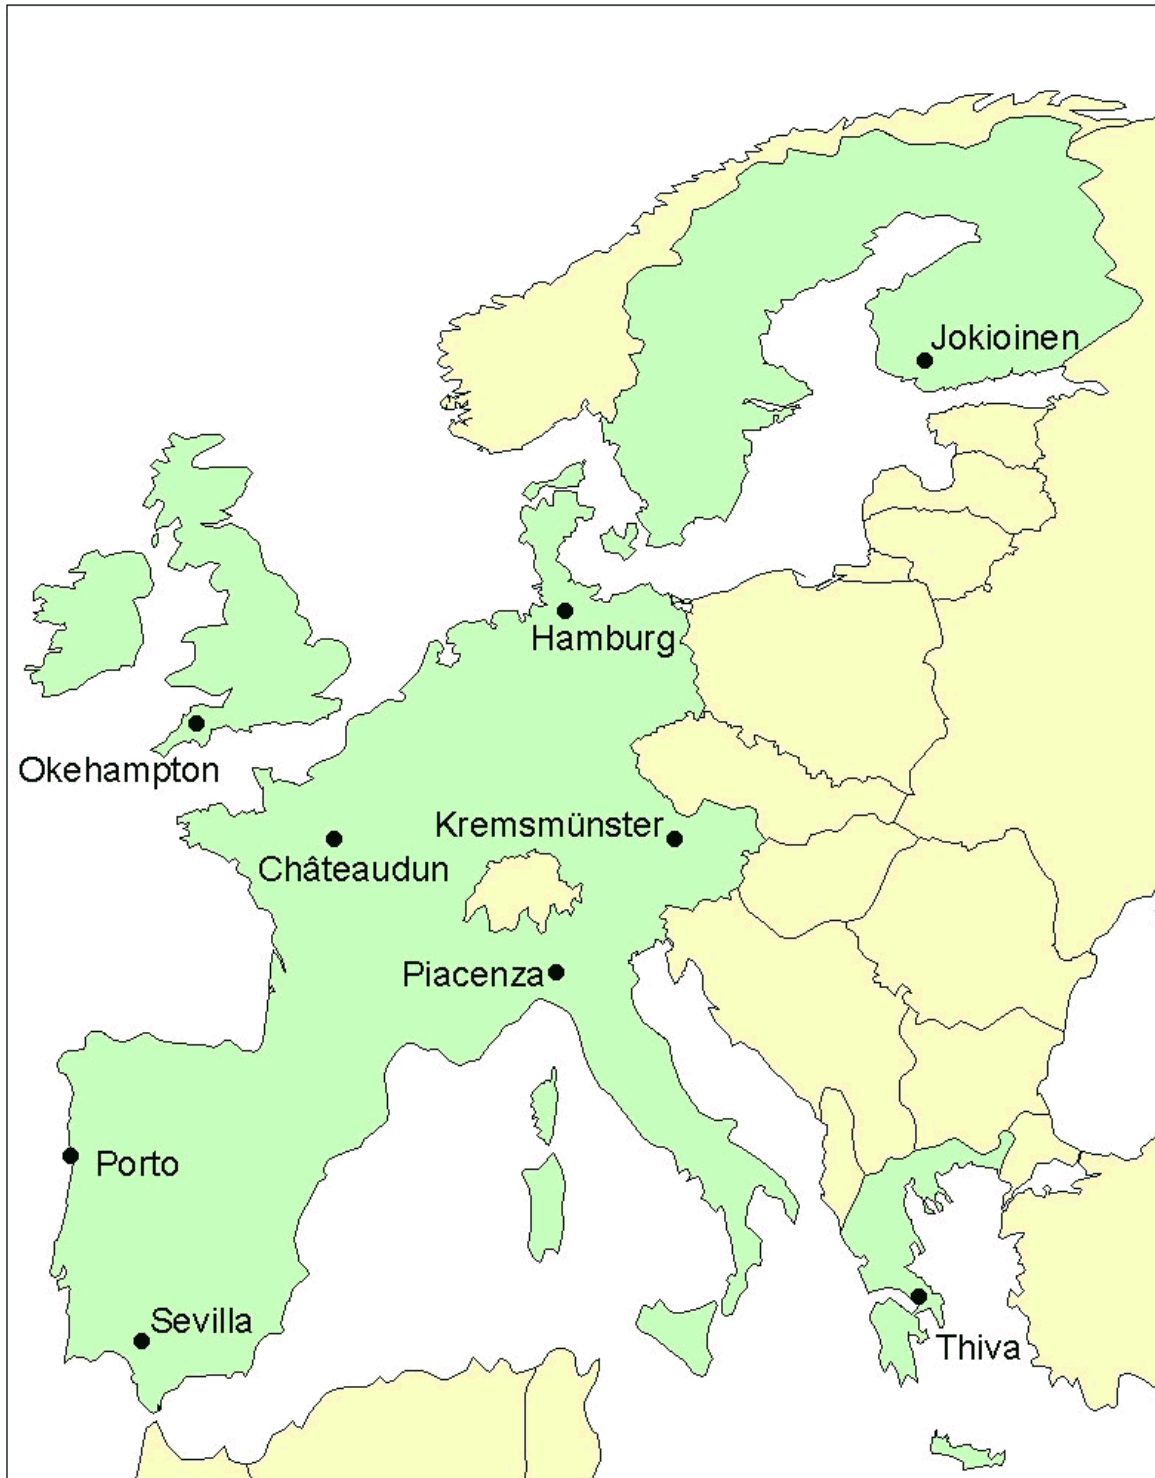 Jokioinen
Hamburg
Okehampton
Kremsmünster
Châteaudun
Piacenza
Porto
Sevilla
Thiva